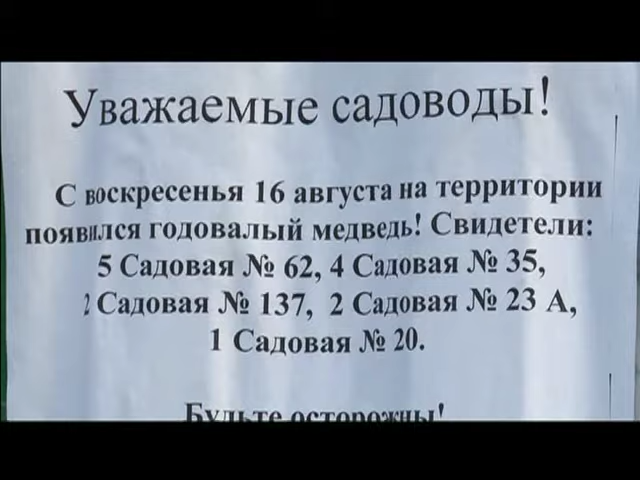 Уважаемые садоводы!
С воскресенья 16 августа на территории
появился годовалый медведь! Свидетели:
5 Садовая № 62, 4 Садовая № 35,
2 Садовая № 137, 2 Садовая № 23 А,
1 Садовая № 20.
Будьте осторожны!